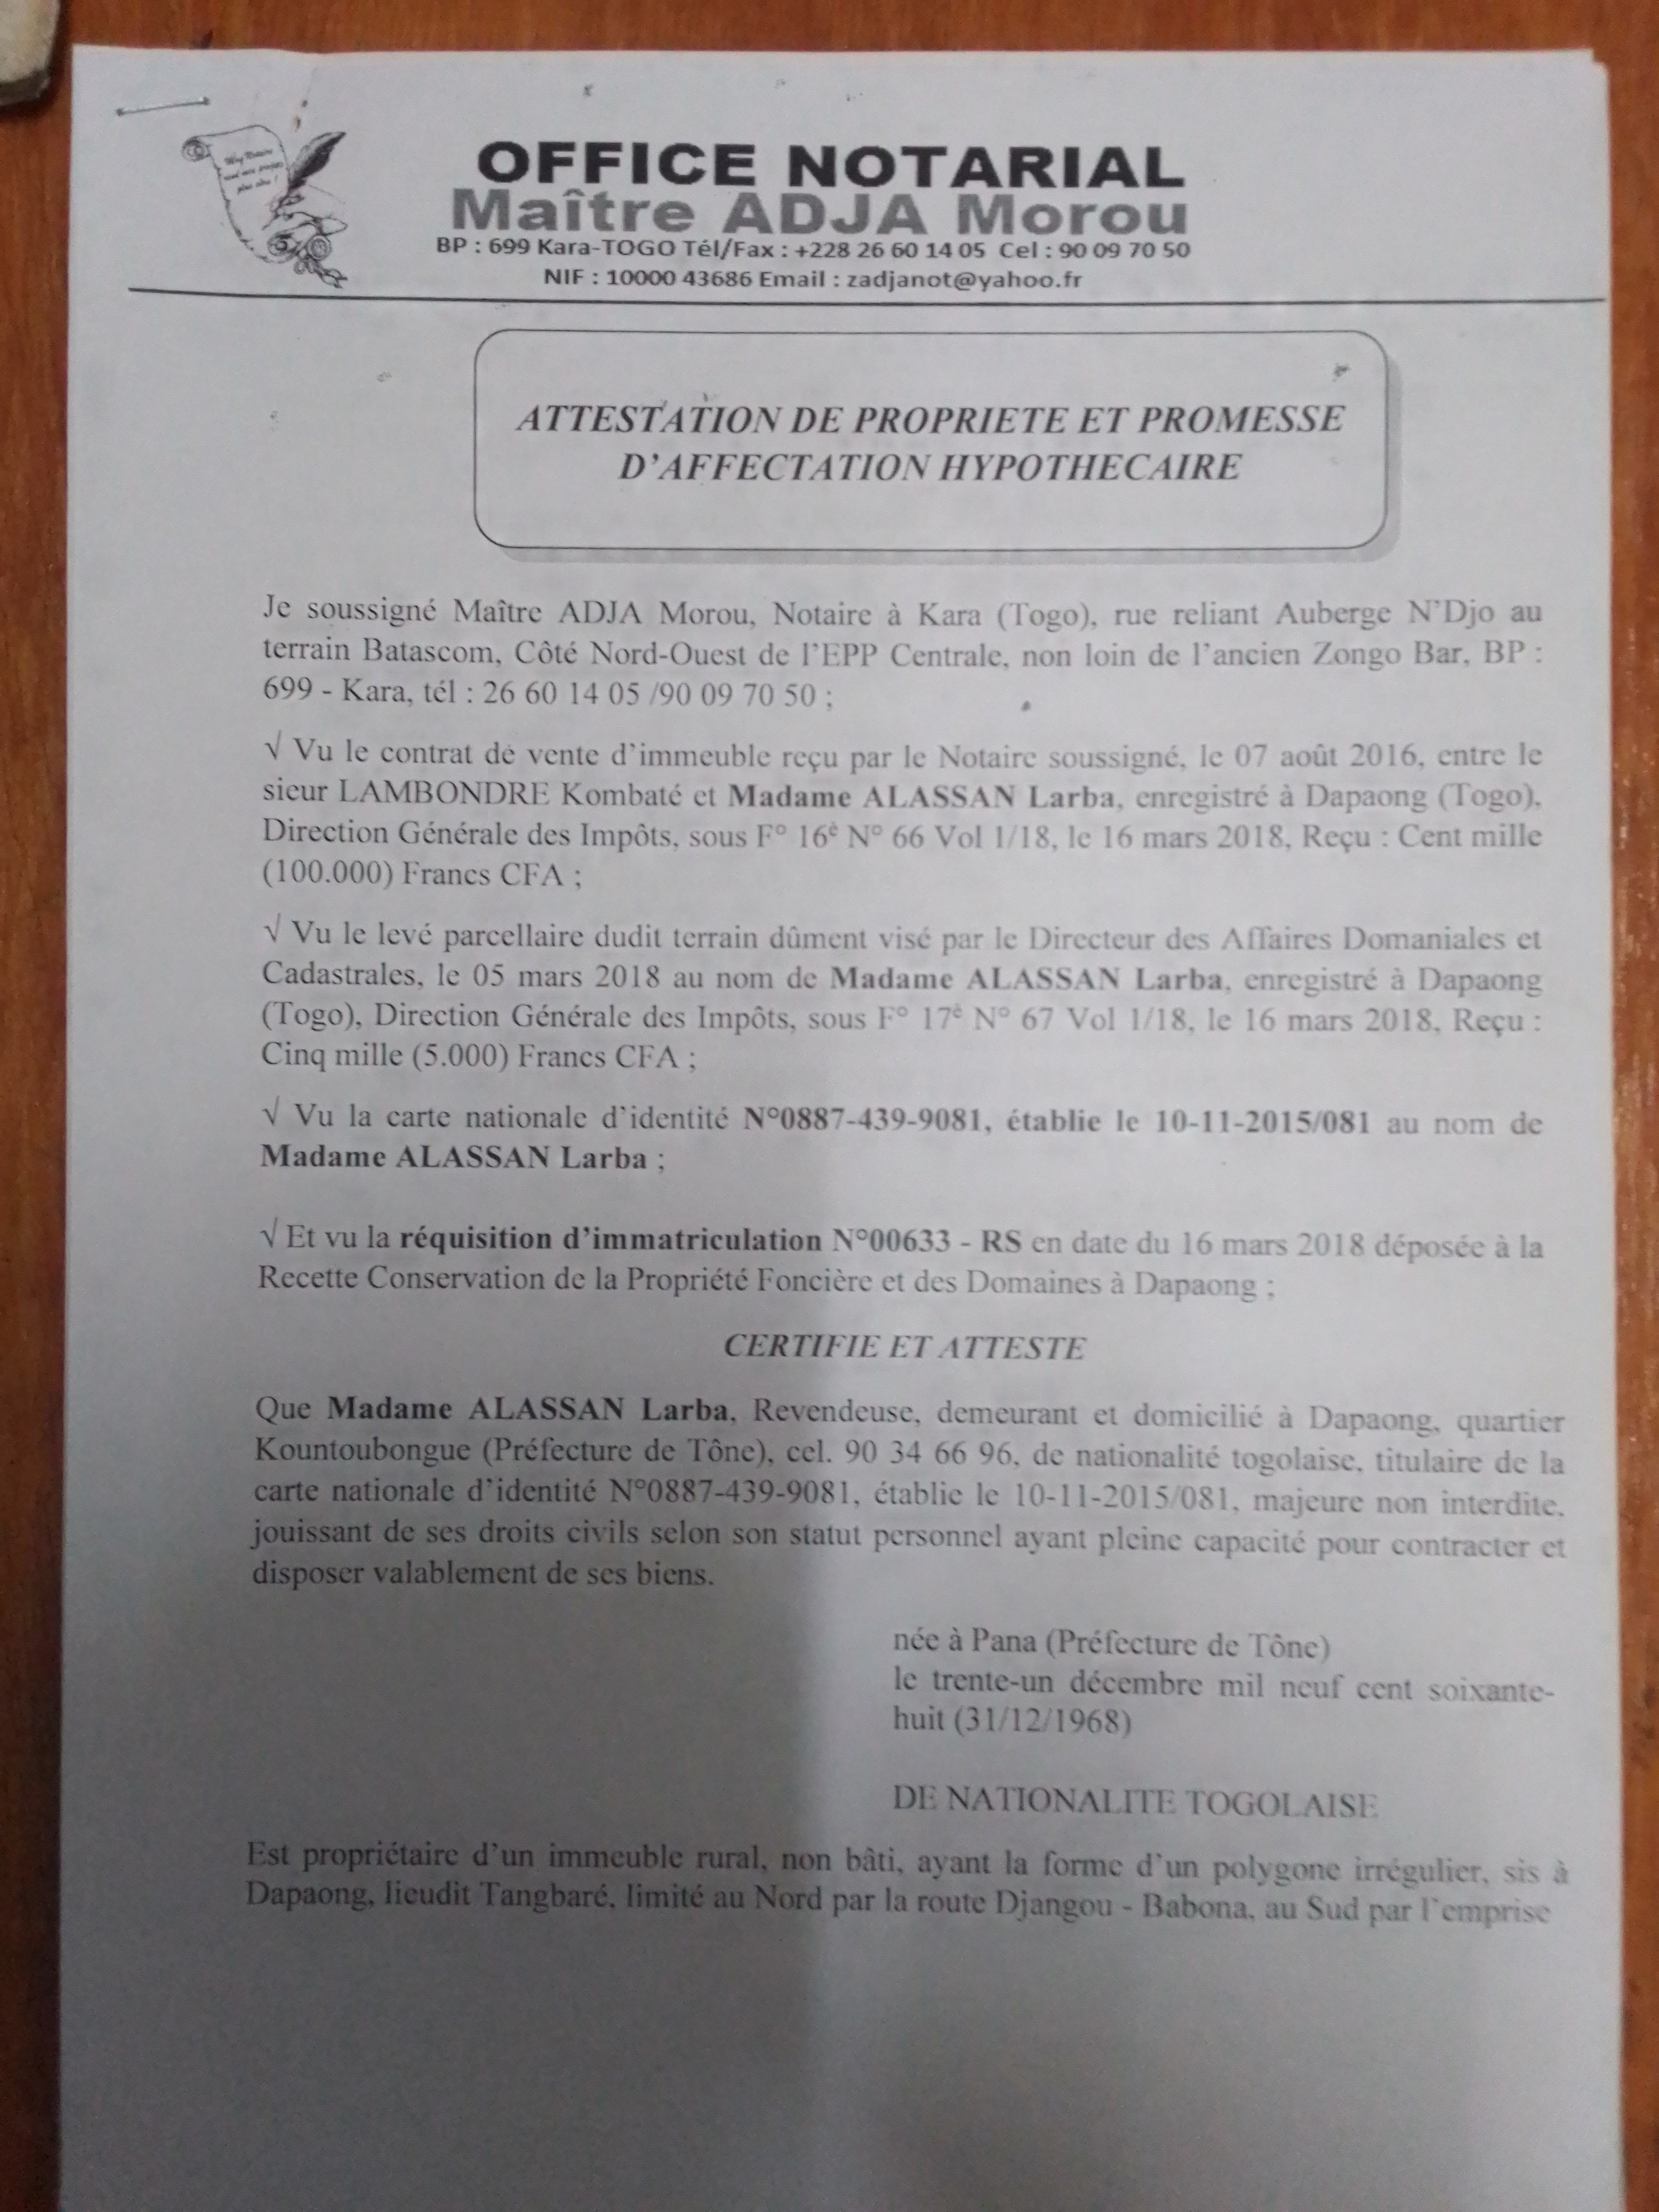 OFFICE NOTARIAL
Maître ADJA Morou
BP : 699 Kara-TOGO Tél/Fax : +228 26 60 14 05 Cel : 90 09 70 50
NIF : 10000 43686 Email : zadjanot@yahoo.fr
ATTESTATION DE PROPRIETE ET PROMESSE
D'AFFECTATION HYPOTHECAIRE
Je soussigné Maître ADJA Morou, Notaire à Kara (Togo), rue reliant Auberge N'Djo au
terrain Batascom, Côté Nord-Ouest de l'EPP Centrale, non loin de l'ancien Zongo Bar, BP :
699 - Kara, tél : 26 60 14 05 /90 09 70 50 ;
√ Vu le contrat de vente d'immeuble reçu par le Notaire soussigné, le 07 août 2016, entre le
sieur LAMBONDRE Kombaté et Madame ALASSAN Larba, enregistré à Dapaong (Togo),
Direction Générale des Impôts, sous F° 16è N° 66 Vol 1/18, le 16 mars 2018, Reçu : Cent mille
(100.000) Francs CFA ;
√ Vu le levé parcellaire dudit terrain dûment visé par le Directeur des Affaires Domaniales et
Cadastrales, le 05 mars 2018 au nom de Madame ALASSAN Larba, enregistré à Dapaong
(Togo), Direction Générale des Impôts, sous F° 17è N° 67 Vol 1/18, le 16 mars 2018, Reçu :
Cinq mille (5.000) Francs CFA ;
√ Vu la carte nationale d'identité N°0887-439-9081, établie le 10-11-2015/081 au nom de
Madame ALASSAN Larba ;
√ Et vu la réquisition d'immatriculation N°00633 - RS en date du 16 mars 2018 déposée à la
Recette Conservation de la Propriété Foncière et des Domaines à Dapaong ;
CERTIFIE ET ATTESTE
Que Madame ALASSAN Larba, Revendeuse, demeurant et domicilié à Dapaong, quartier
Kountoubongue (Préfecture de Tône), cel. 90 34 66 96, de nationalité togolaise, titulaire de la
carte nationale d'identité N°0887-439-9081, établie le 10-11-2015/081, majeure non interdite,
jouissant de ses droits civils selon son statut personnel ayant pleine capacité pour contracter et
disposer valablement de ses biens.
née à Pana (Préfecture de Tône)
le trente-un décembre mil neuf cent soixante-
huit (31/12/1968)
DE NATIONALITE TOGOLAISE
Est propriétaire d'un immeuble rural, non bâti, ayant la forme d'un polygone irrégulier, sis à
Dapaong, lieudit Tangbaré, limité au Nord par la route Djangou - Babona, au Sud par l'emprise